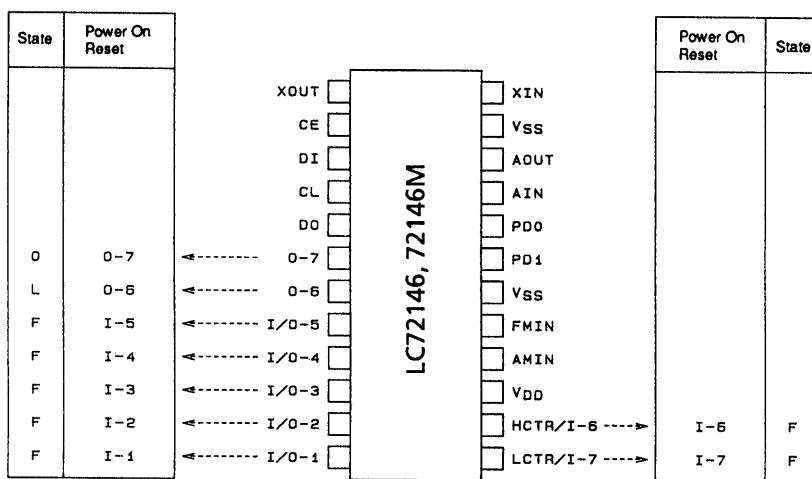 State Power On Reset
Power On Reset State
XOUT XIN
CE VSS
DI AOUT
CL AIN
DO PD0
O O-7 O-7 PD1
L O-6 O-6 VSS
F I-5 I/O-5 FMIN
F I-4 I/O-4 AMIN
F I-3 I/O-3 VDD
F I-2 I/O-2 HCTR/I-6 I-6 F
F I-1 I/O-1 LCTR/I-7 I-7 F
LC72146, 72146M